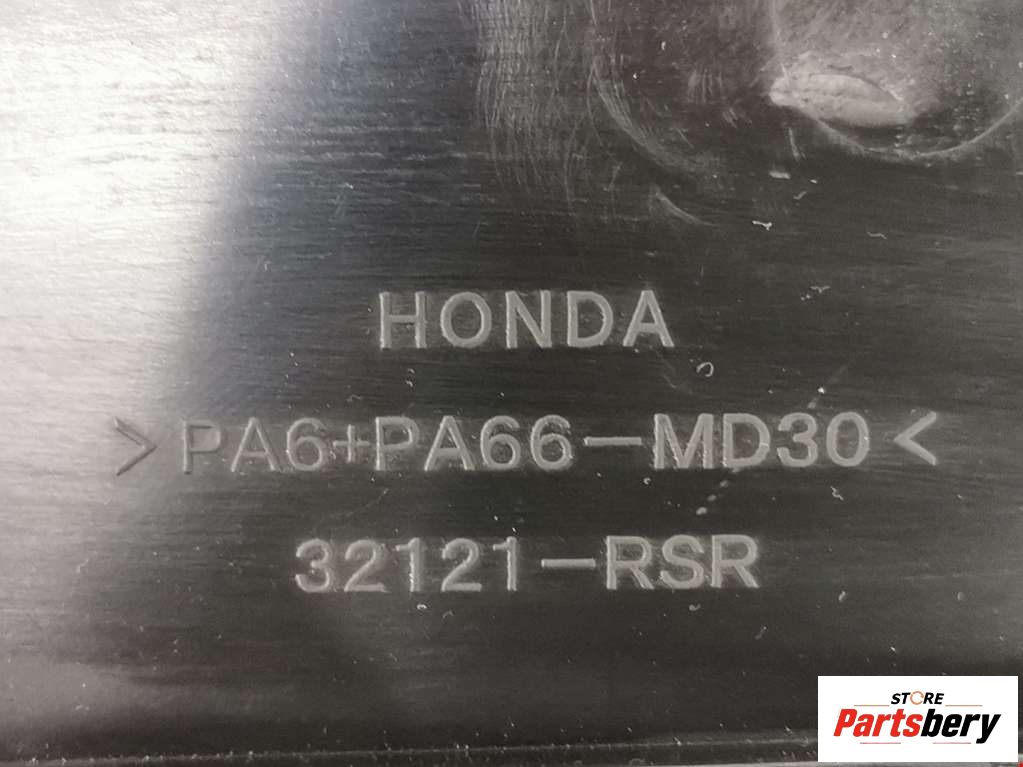 HONDA
>PA6+PA66-MD30<
32121-RSR
STORE
Partsbery